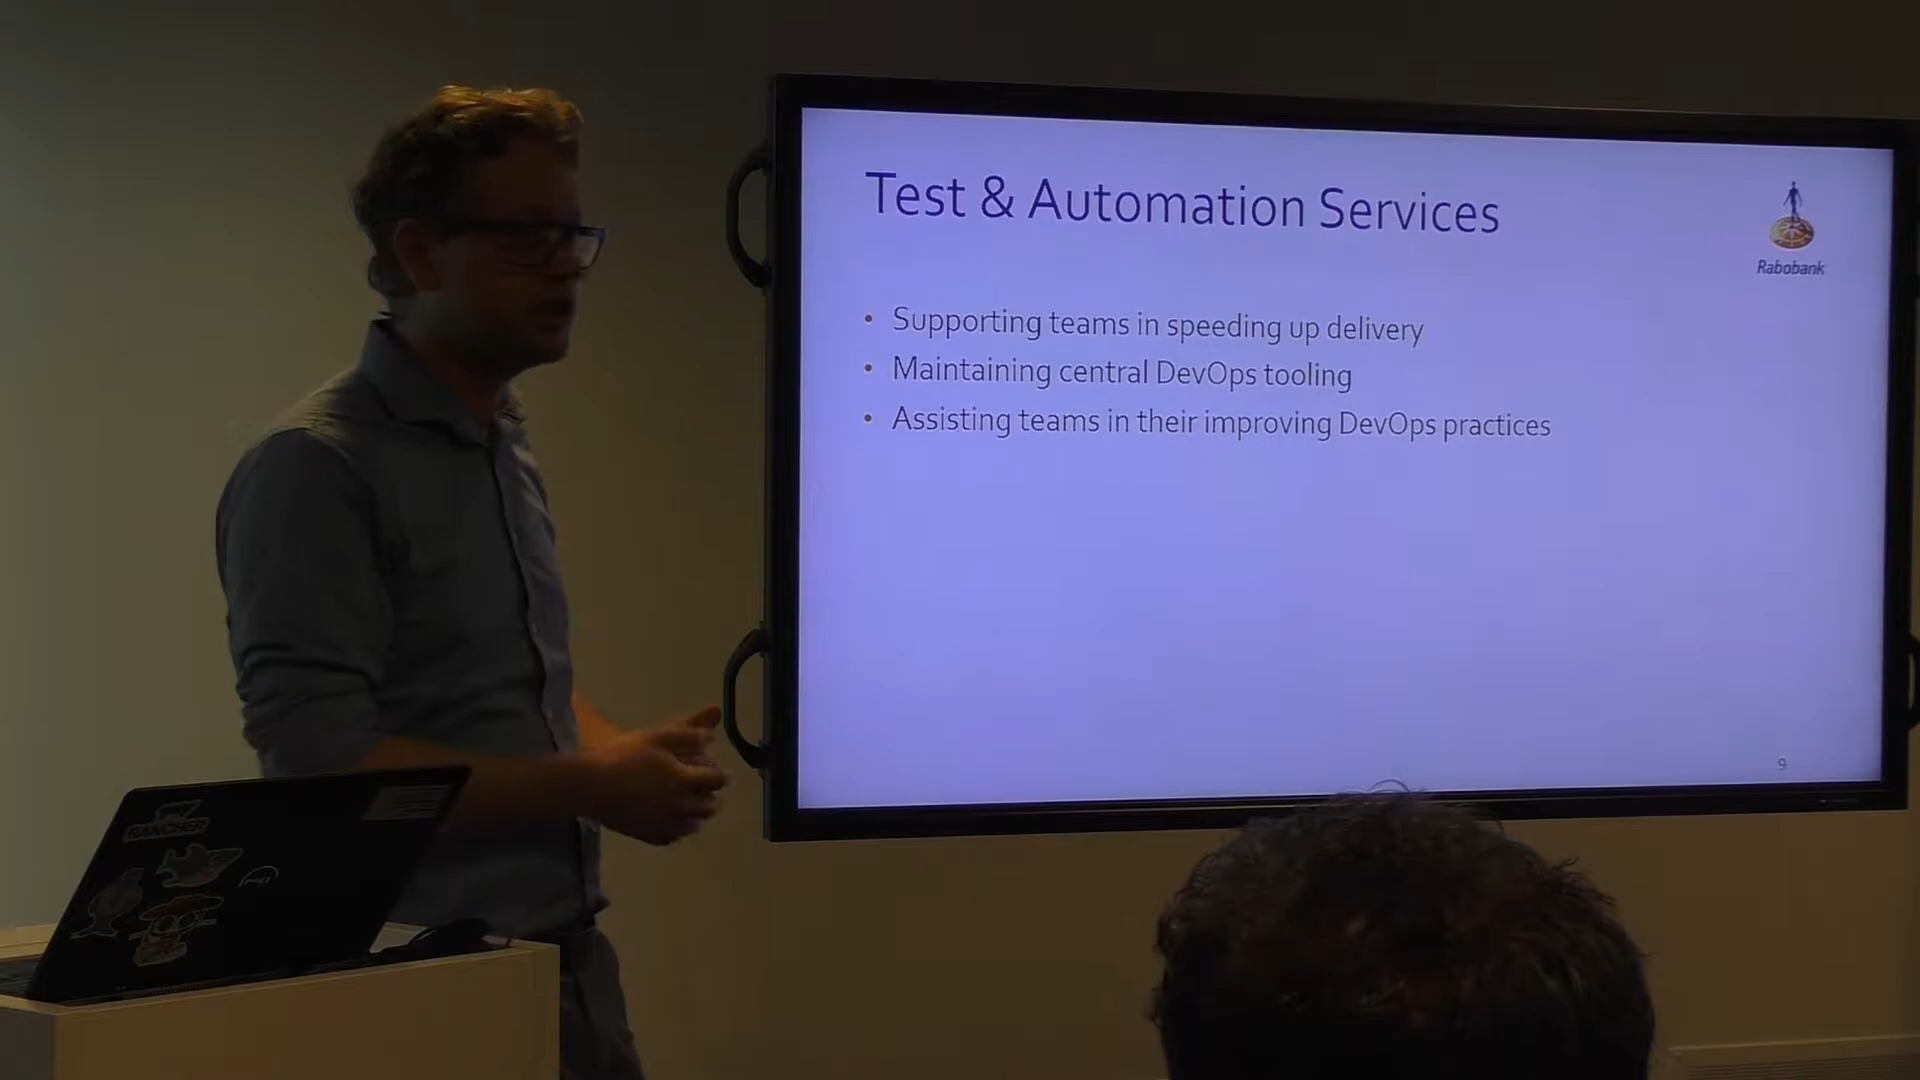 Test & Automation Services
Rabobank
• Supporting teams in speeding up delivery
• Maintaining central DevOps tooling
• Assisting teams in their improving DevOps practices
9
RANCHER